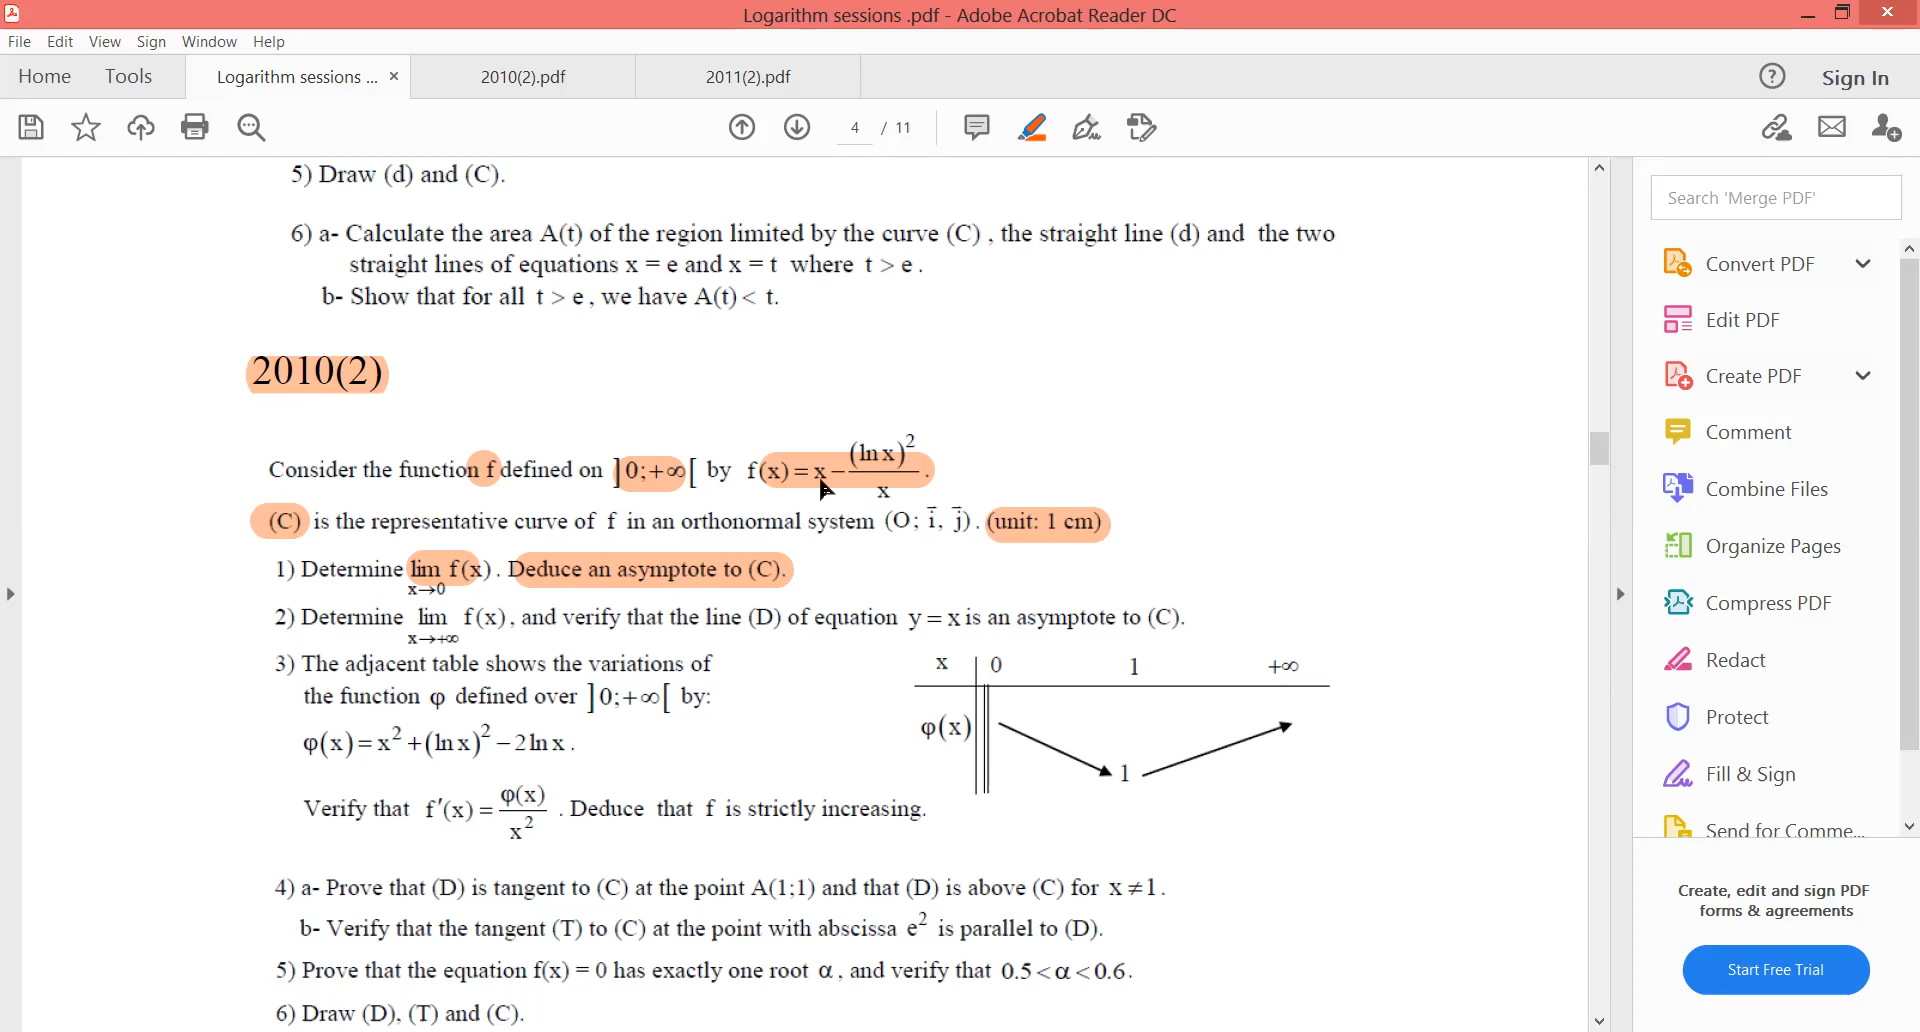 Logarithm sessions .pdf - Adobe Acrobat Reader DC
File Edit View Sign Window Help
Home Tools Logarithm sessions ... × 2010(2).pdf 2011(2).pdf ? Sign In
4 / 11
5) Draw (d) and (C).
6) a- Calculate the area A(t) of the region limited by the curve (C) , the straight line (d) and the two
straight lines of equations x = e and x = t where t > e .
b- Show that for all t > e , we have A(t) < t.
2010(2)
Consider the function f defined on ]0;+∞[ by f(x) = x − (ln x)²/x .
(C) is the representative curve of f in an orthonormal system (O; i⃗, j⃗). (unit: 1 cm)
1) Determine lim x→0 f(x) . Deduce an asymptote to (C).
2) Determine lim x→+∞ f(x), and verify that the line (D) of equation y = x is an asymptote to (C).
3) The adjacent table shows the variations of
the function φ defined over ]0;+∞[ by:
φ(x) = x² + (ln x)² − 2 ln x .
x 0 1 +∞
φ(x) 1
Verify that f′(x) = φ(x)/x² . Deduce that f is strictly increasing.
4) a- Prove that (D) is tangent to (C) at the point A(1;1) and that (D) is above (C) for x ≠ 1.
b- Verify that the tangent (T) to (C) at the point with abscissa e² is parallel to (D).
5) Prove that the equation f(x) = 0 has exactly one root α, and verify that 0.5 < α < 0.6.
6) Draw (D), (T) and (C).
Search 'Merge PDF'
Convert PDF
Edit PDF
Create PDF
Comment
Combine Files
Organize Pages
Compress PDF
Redact
Protect
Fill & Sign
Send for Comme...
Create, edit and sign PDF
forms & agreements
Start Free Trial